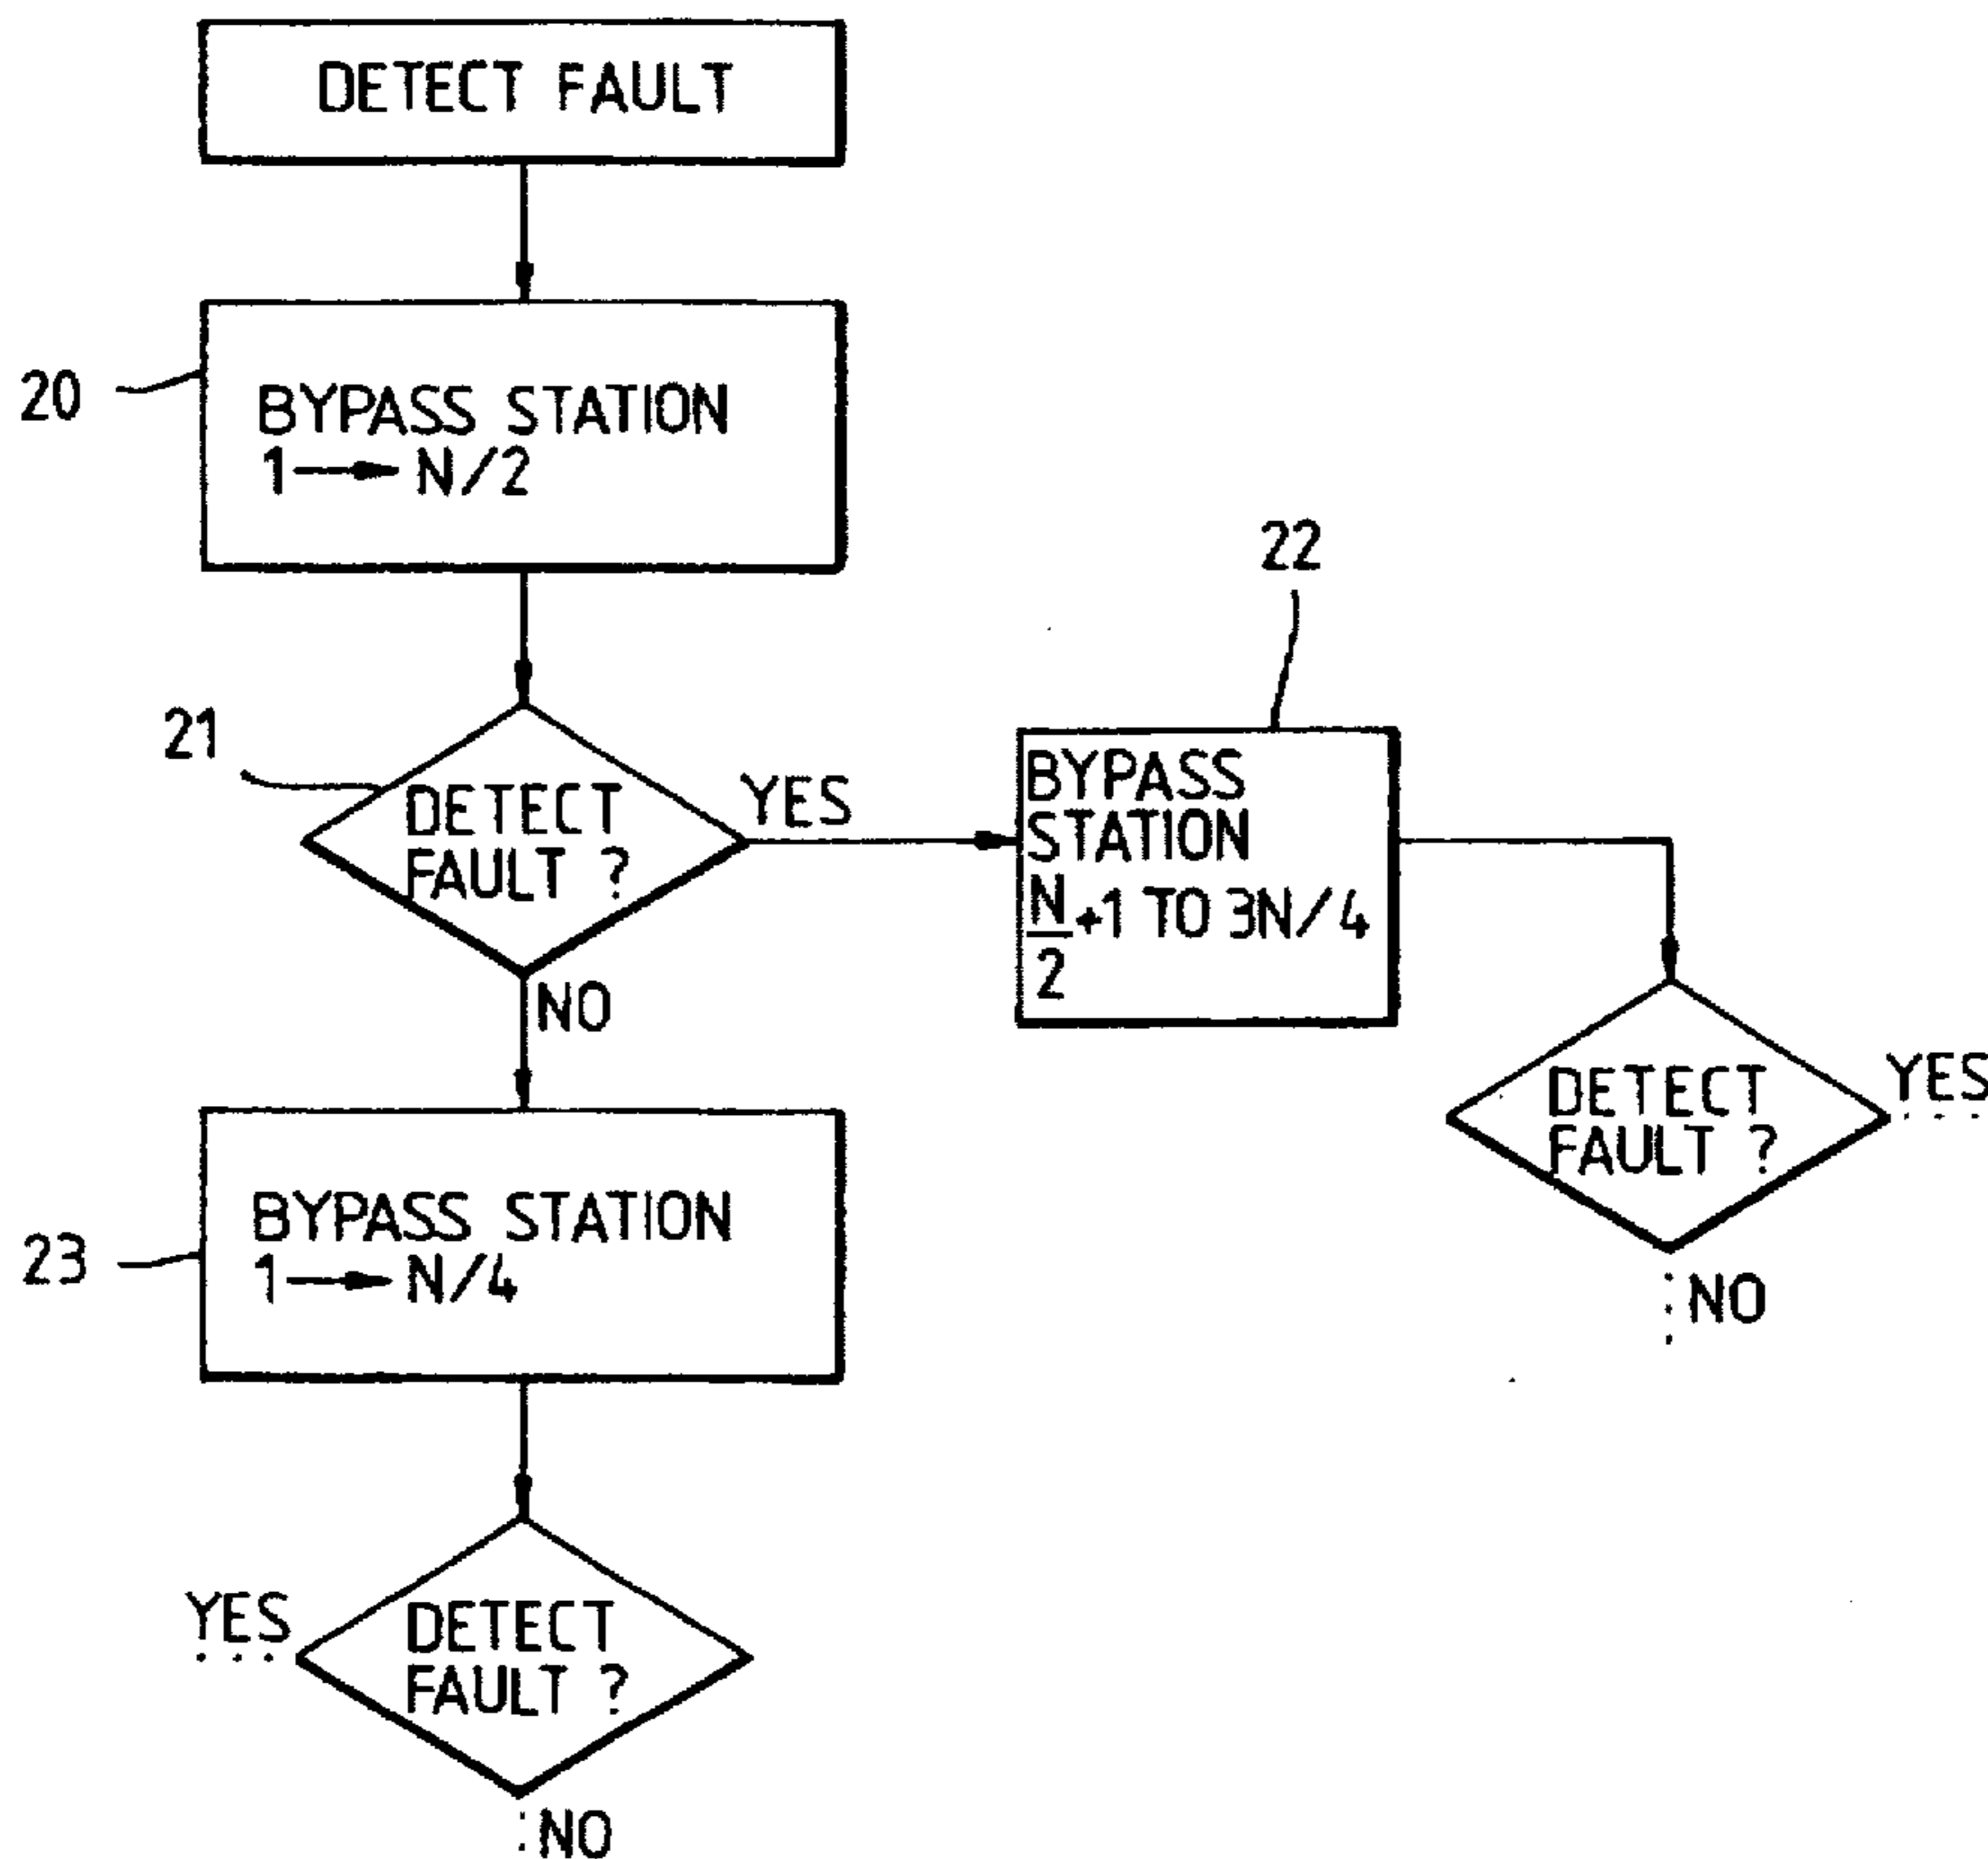 DETECT FAULT
20
BYPASS STATION
1 → N/2
22
21
DETECT
FAULT ?
YES
NO
BYPASS
STATION
N/2 +1 TO 3N/4
DETECT
FAULT ?
YES
NO
23
BYPASS STATION
1 → N/4
YES
DETECT
FAULT ?
NO